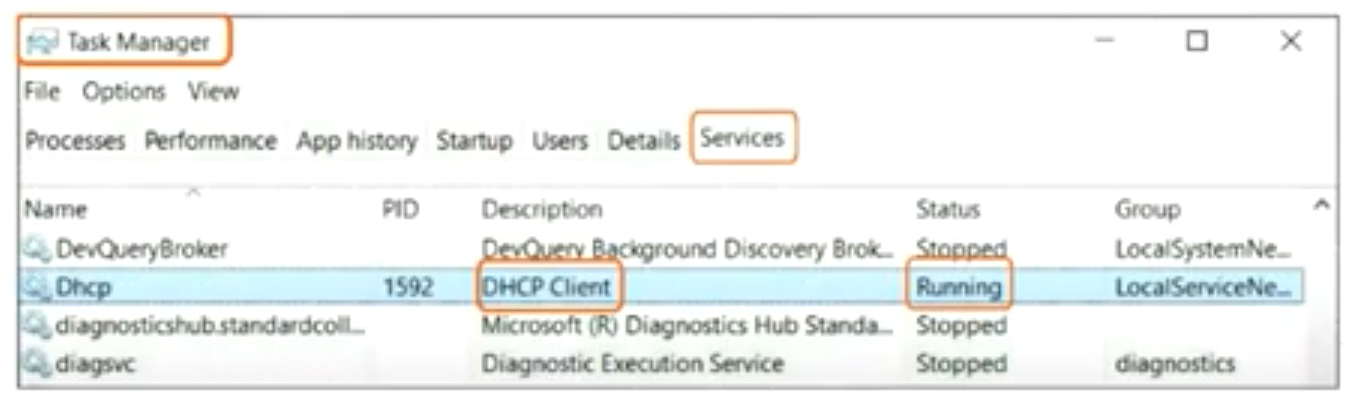 Task Manager
File Options View
Processes Performance App history Startup Users Details Services
Name PID Description Status Group
DevQueryBroker DevQuery Background Discovery Brok... Stopped LocalSystemNe...
Dhcp 1592 DHCP Client Running LocalServiceNe...
diagnosticshub.standardcoll... Microsoft (R) Diagnostics Hub Standa... Stopped
diagsvc Diagnostic Execution Service Stopped diagnostics